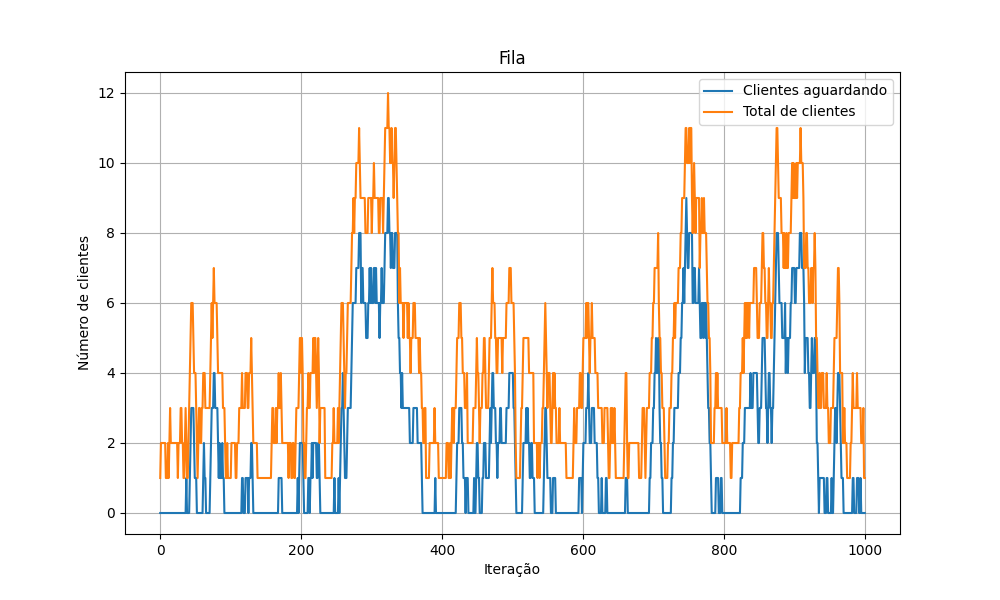 Fila
Clientes aguardando
Total de clientes
12
10
8
6
4
2
0
Número de clientes
0 200 400 600 800 1000
Iteração